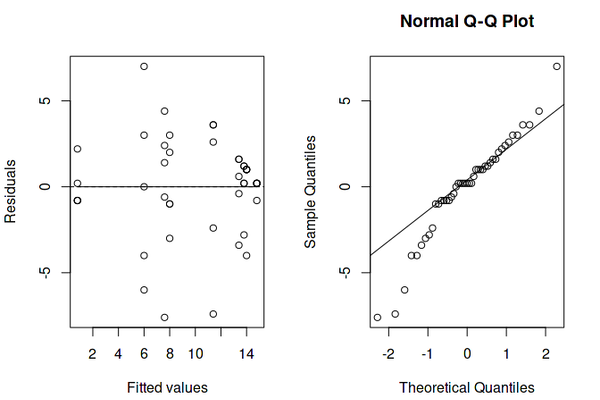 Normal Q-Q Plot
Residuals
5
0
-5
2 4 6 8 10 14
Fitted values
Sample Quantiles
5
0
-5
-2 -1 0 1 2
Theoretical Quantiles